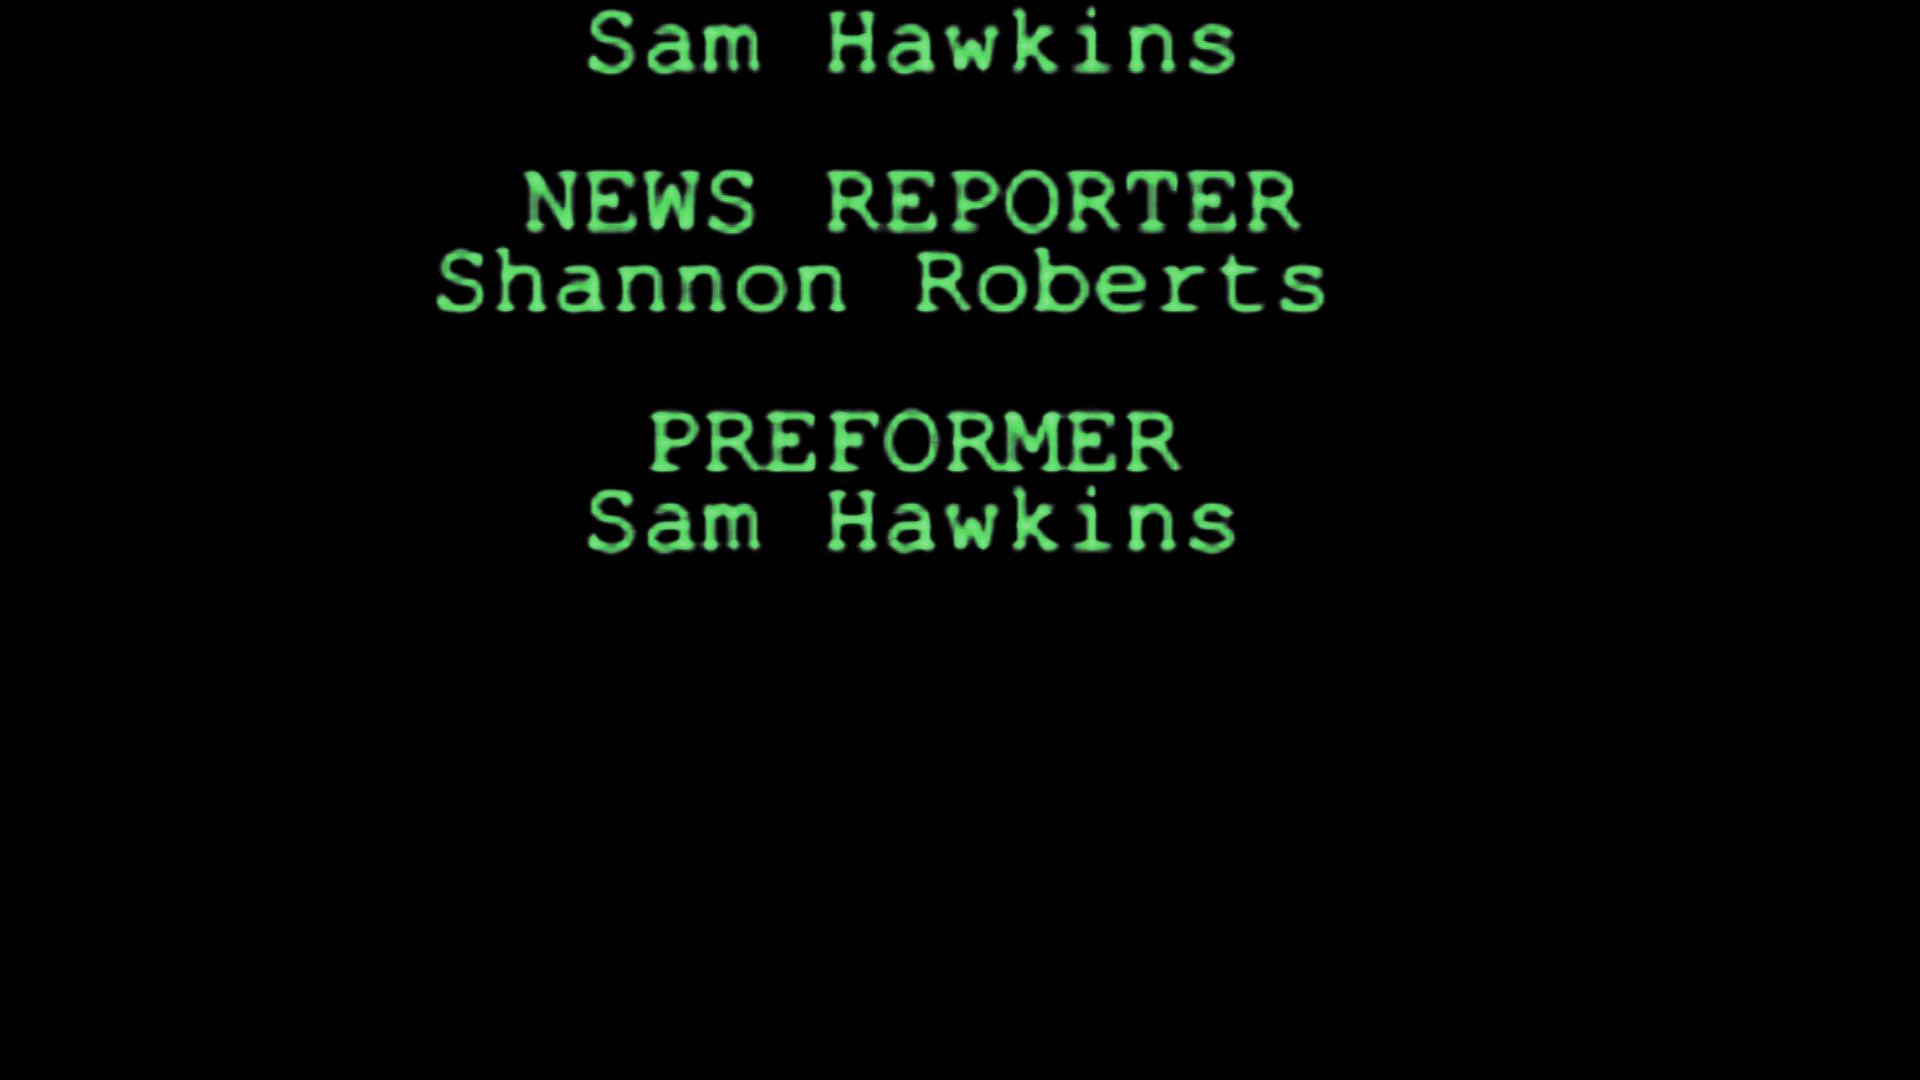 Sam Hawkins
NEWS REPORTER
Shannon Roberts
PREFORMER
Sam Hawkins